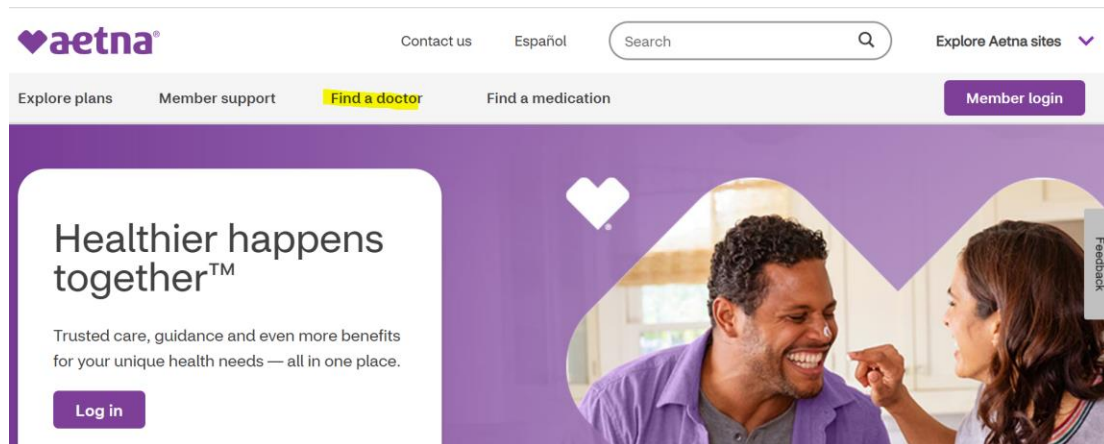 aetna®
Contact us Español Search Explore Aetna sites
Explore plans Member support Find a doctor Find a medication Member login
Healthier happens
together™
Trusted care, guidance and even more benefits
for your unique health needs — all in one place.
Log in
Feedback